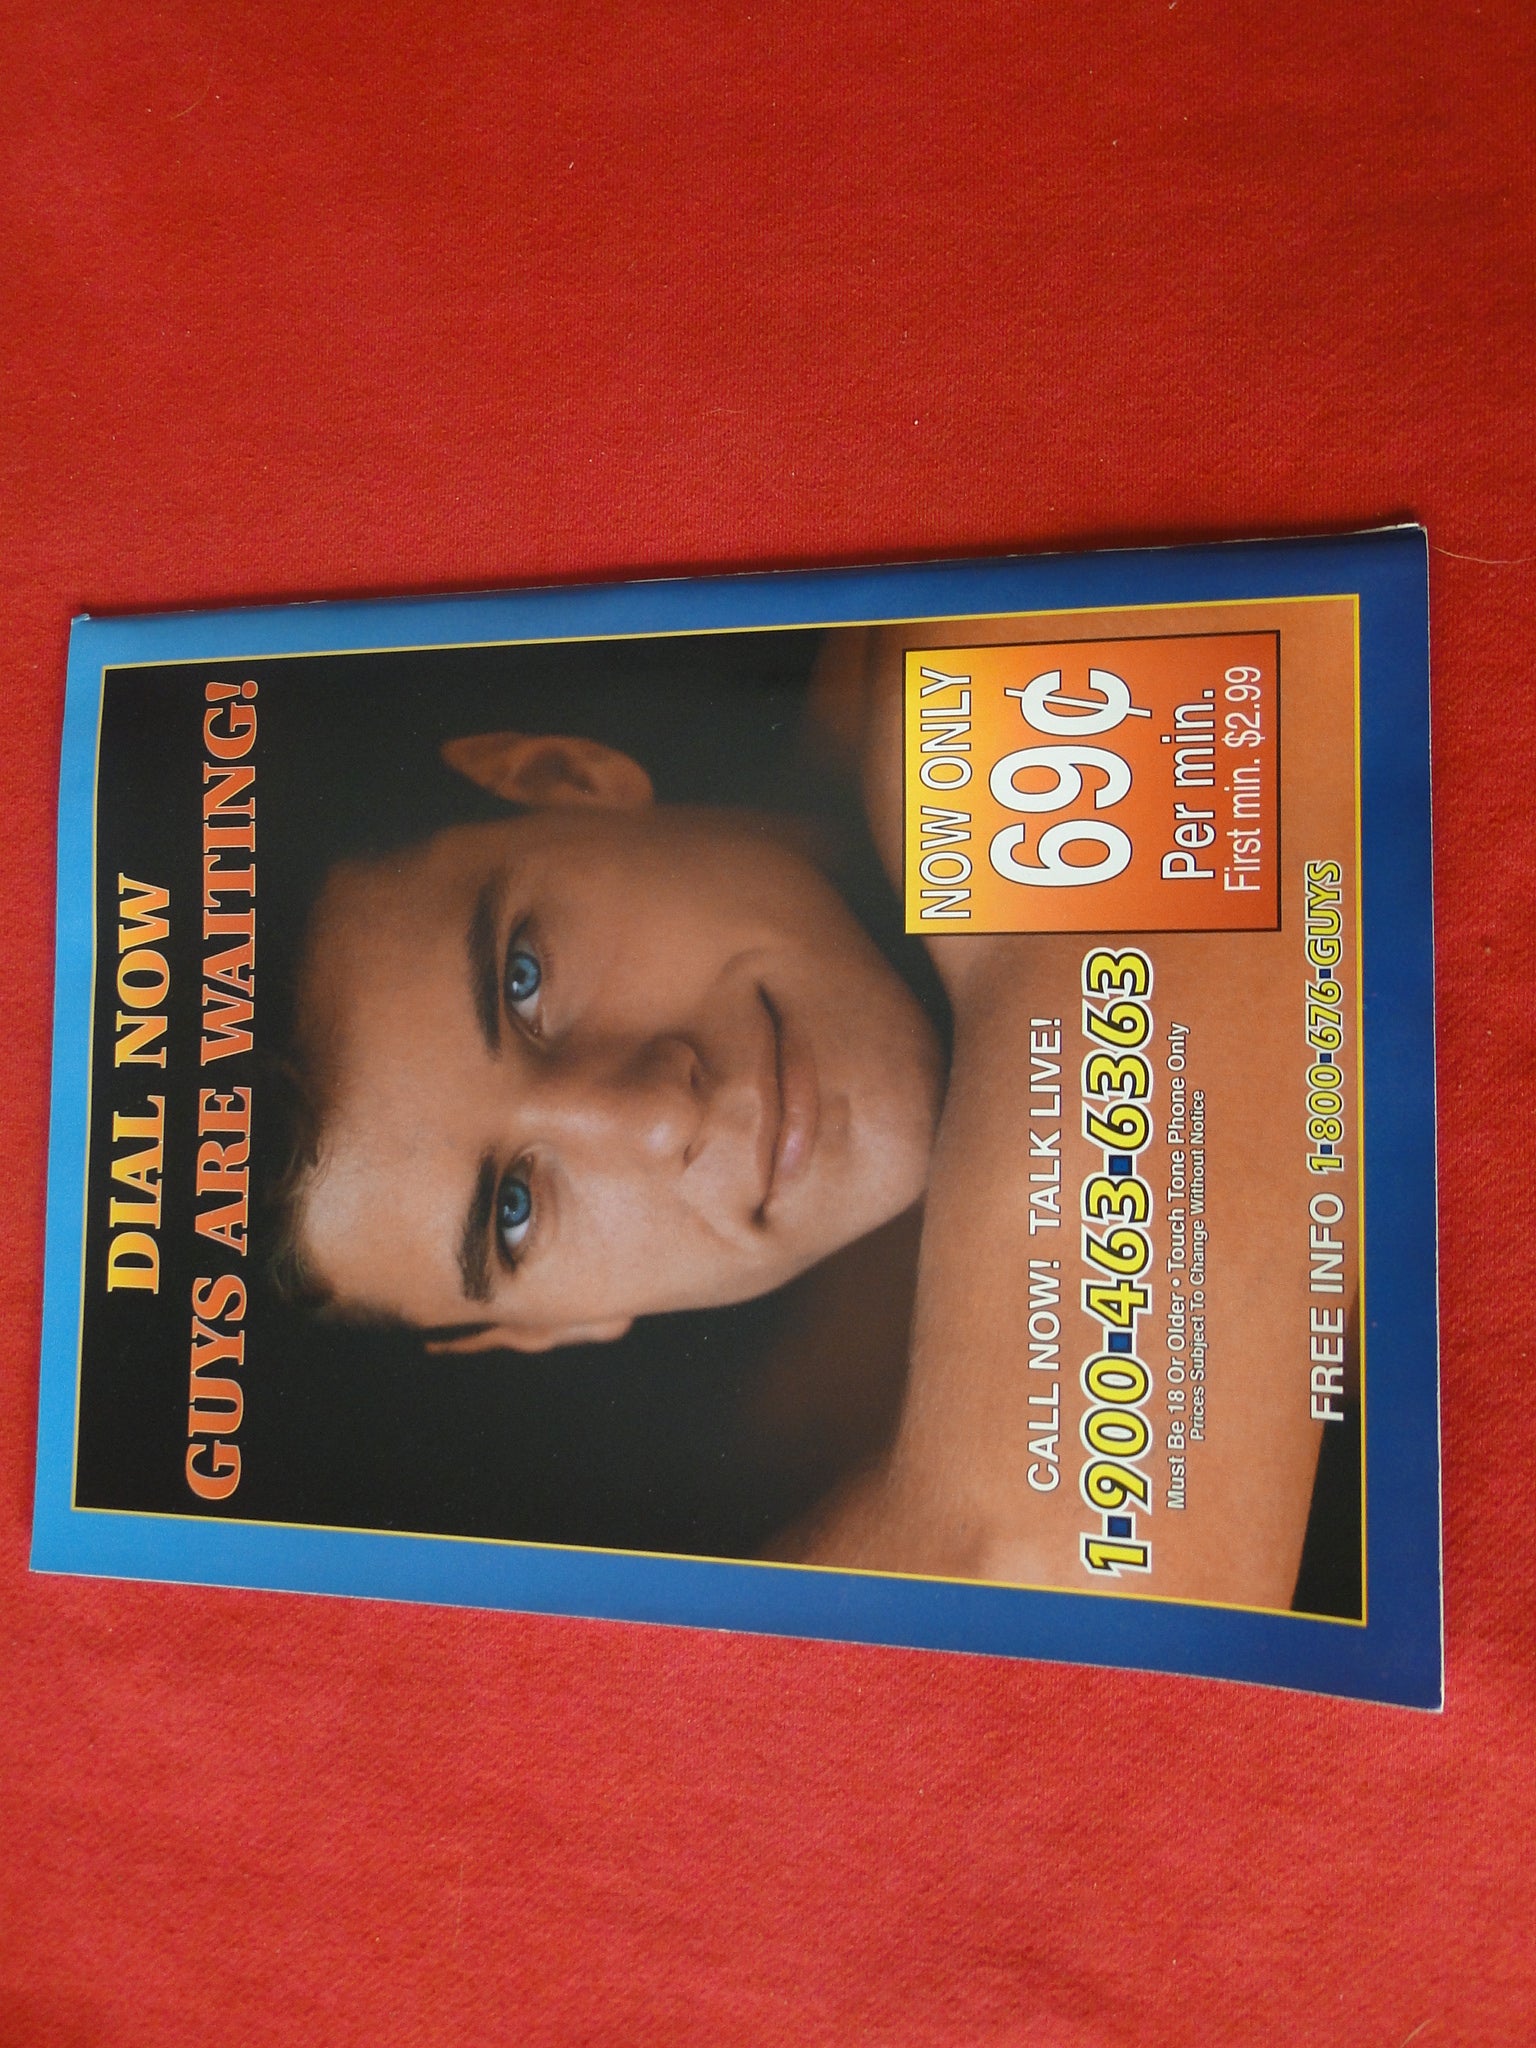 DIAL NOW
GUYS ARE WAITING!
NOW ONLY
69¢
Per min.
First min. $2.99
CALL NOW! TALK LIVE!
1-900-463-6363
Must Be 18 Or Older • Touch Tone Phone Only
Prices Subject To Change Without Notice
FREE INFO 1-800-676-GUYS